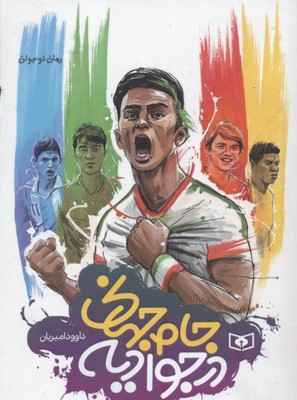 رمان نوجوان
جام جهانی
در جوادیه
داوود امیریان